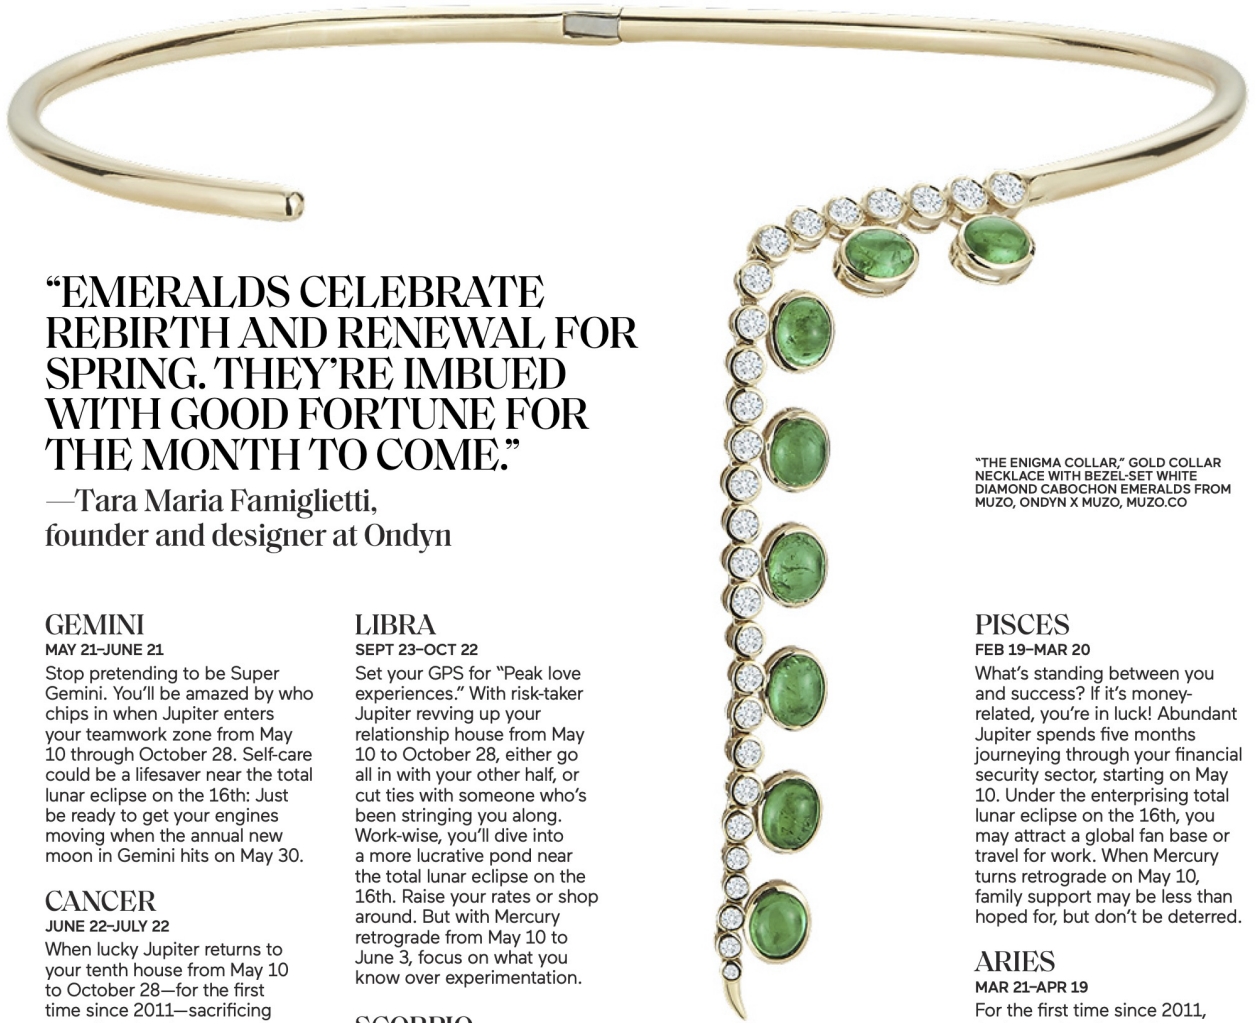 “EMERALDS CELEBRATE
REBIRTH AND RENEWAL FOR
SPRING. THEY’RE IMBUED
WITH GOOD FORTUNE FOR
THE MONTH TO COME.”
—Tara Maria Famiglietti,
founder and designer at Ondyn
“THE ENIGMA COLLAR,” GOLD COLLAR
NECKLACE WITH BEZEL-SET WHITE
DIAMOND CABOCHON EMERALDS FROM
MUZO, ONDYN X MUZO, MUZO.CO
GEMINI
MAY 21–JUNE 21
Stop pretending to be Super
Gemini. You’ll be amazed by who
chips in when Jupiter enters
your teamwork zone from May
10 through October 28. Self-care
could be a lifesaver near the total
lunar eclipse on the 16th: Just
be ready to get your engines
moving when the annual new
moon in Gemini hits on May 30.
CANCER
JUNE 22–JULY 22
When lucky Jupiter returns to
your tenth house from May 10
to October 28—for the first
time since 2011—sacrificing
LIBRA
SEPT 23–OCT 22
Set your GPS for “Peak love
experiences.” With risk-taker
Jupiter revving up your
relationship house from May
10 to October 28, either go
all in with your other half, or
cut ties with someone who’s
been stringing you along.
Work-wise, you’ll dive into
a more lucrative pond near
the total lunar eclipse on the
16th. Raise your rates or shop
around. But with Mercury
retrograde from May 10 to
June 3, focus on what you
know over experimentation.
SCORPIO
PISCES
FEB 19–MAR 20
What’s standing between you
and success? If it’s money-
related, you’re in luck! Abundant
Jupiter spends five months
journeying through your financial
security sector, starting on May
10. Under the enterprising total
lunar eclipse on the 16th, you
may attract a global fan base or
travel for work. When Mercury
turns retrograde on May 10,
family support may be less than
hoped for, but don’t be deterred.
ARIES
MAR 21–APR 19
For the first time since 2011,